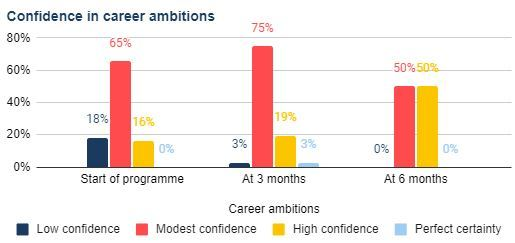 Confidence in career ambitions
80%
60%
40%
20%
0%
65%
75%
50% 50%
18%
16%
0%
3%
19%
3%
0%
0%
Start of programme
At 3 months
At 6 months
Career ambitions
Low confidence
Modest confidence
High confidence
Perfect certainty